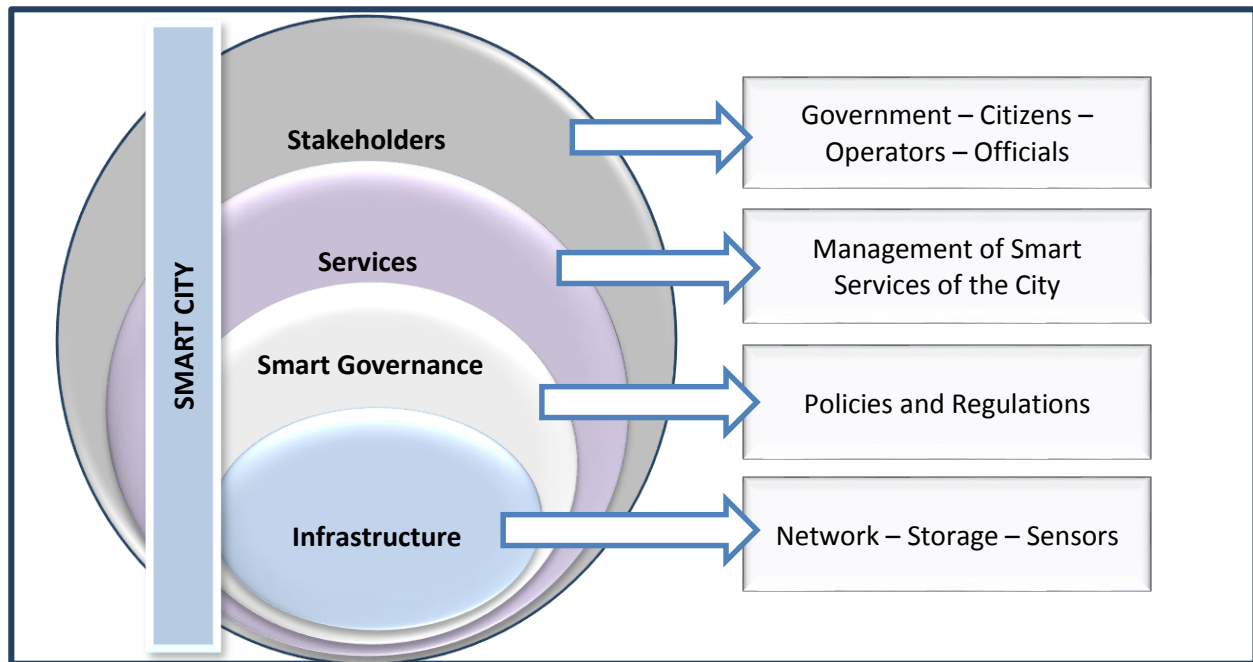 SMART CITY
Stakeholders
Government – Citizens –
Operators – Officials
Services
Management of Smart
Services of the City
Smart Governance
Policies and Regulations
Infrastructure
Network – Storage – Sensors